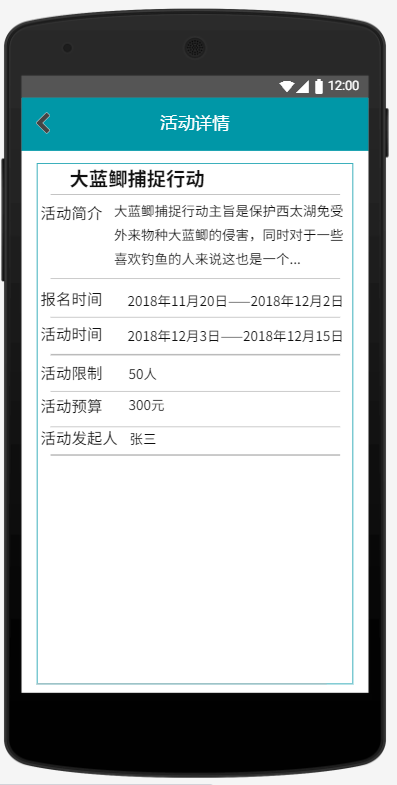 12:00
活动详情
大蓝鲫捕捉行动
活动简介 大蓝鲫捕捉行动主旨是保护西太湖免受
外来物种大蓝鲫的侵害，同时对于一些
喜欢钓鱼的人来说这也是一个...
报名时间 2018年11月20日——2018年12月2日
活动时间 2018年12月3日——2018年12月15日
活动限制 50人
活动预算 300元
活动发起人 张三